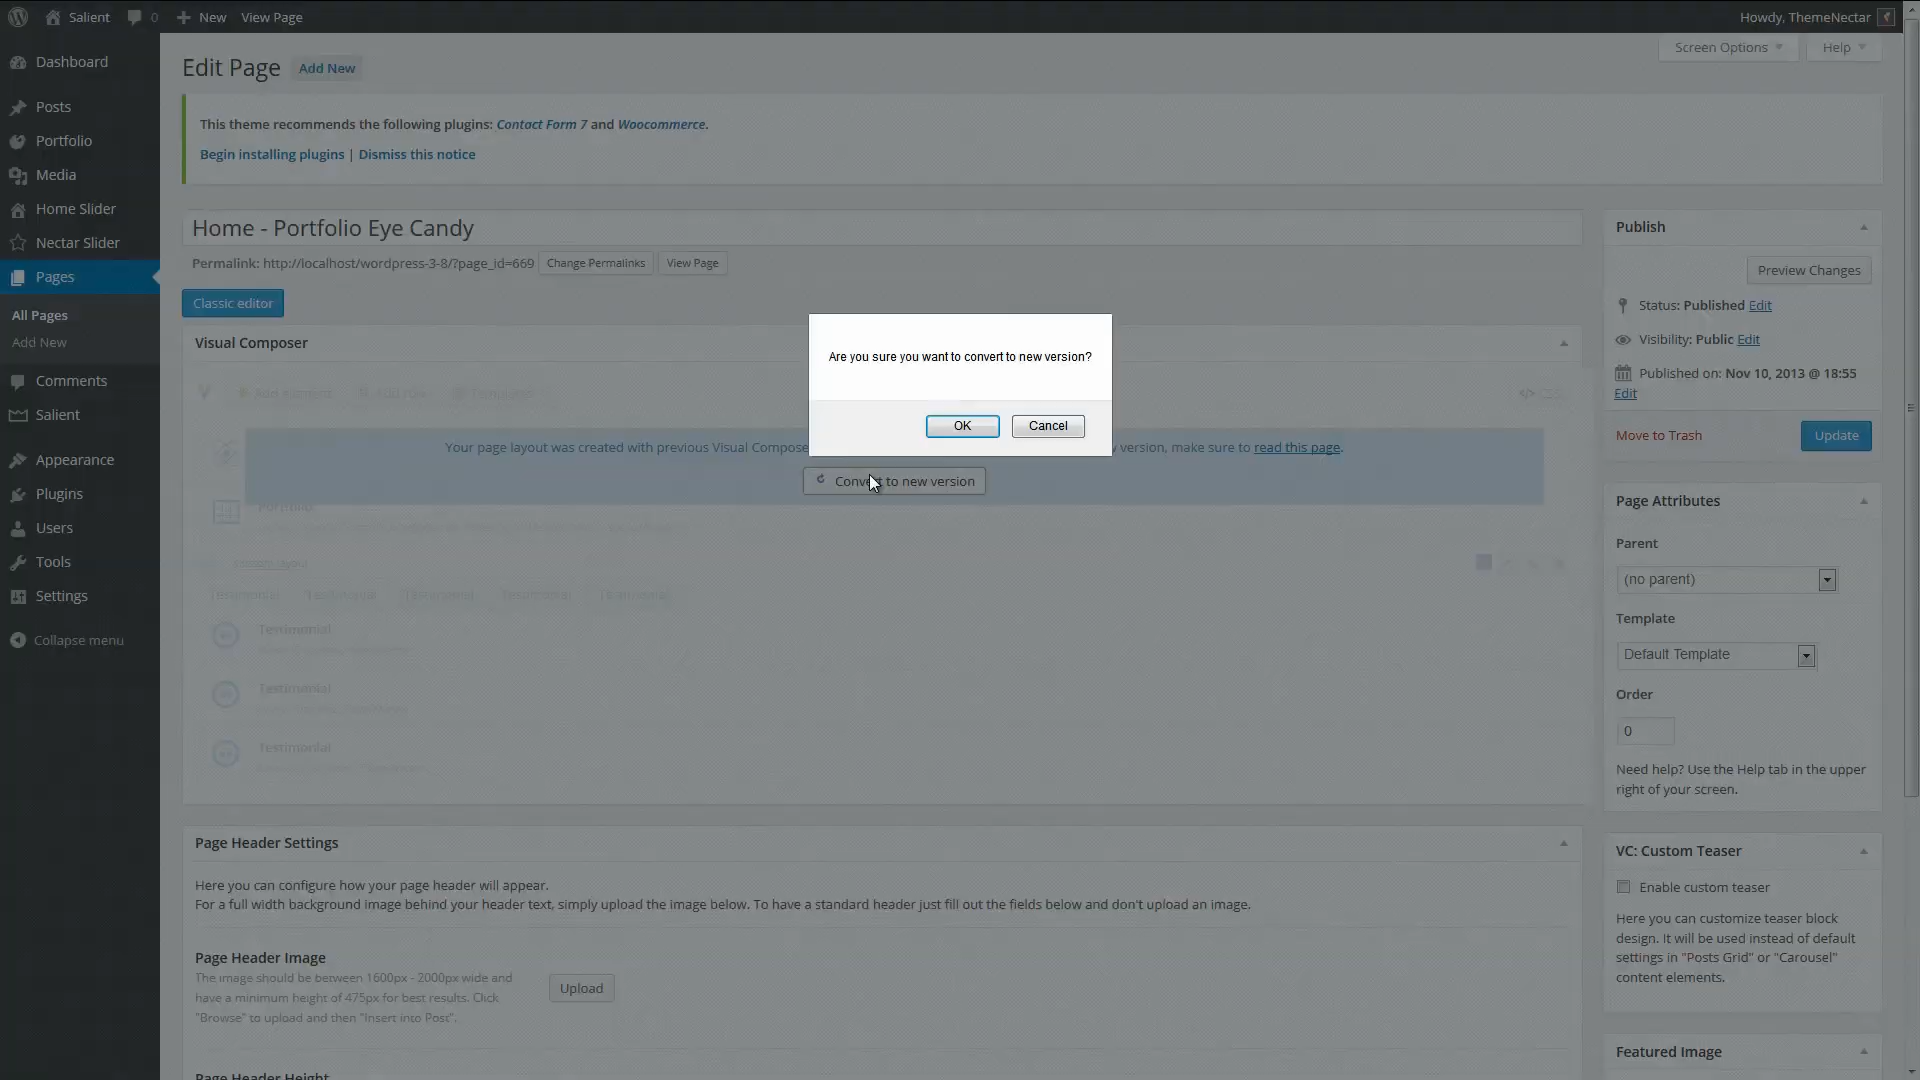 Salient
0
New
View Page
Howdy, ThemeNectar
Dashboard
Posts
Portfolio
Media
Home Slider
Nectar Slider
Pages
All Pages
Add New
Comments
Salient
Appearance
Plugins
Users
Tools
Settings
Collapse menu
Screen Options
Help
Edit Page
Add New
This theme recommends the following plugins: Contact Form 7 and Woocommerce.
Begin installing plugins | Dismiss this notice
Home - Portfolio Eye Candy
Permalink: http://localhost/wordpress-3-8/?page_id=669
Change Permalinks
View Page
Classic editor
Visual Composer
Add element
Add row
Templates
CSS
Are you sure you want to convert to new version?
OK
Cancel
Your page layout was created with previous Visual Compose
version, make sure to read this page.
Convert to new version
Portfolio
Custom layout
Testimonial
Testimonial
Testimonial
Testimonial
Testimonial
Testimonial
Testimonial
Testimonial
Page Header Settings
Here you can configure how your page header will appear.
For a full width background image behind your header text, simply upload the image below. To have a standard header just fill out the fields below and don't upload an image.
Page Header Image
The image should be between 1600px - 2000px wide and
have a minimum height of 475px for best results. Click
"Browse" to upload and then "Insert into Post".
Upload
Page Header Height
Publish
Preview Changes
Status: Published Edit
Visibility: Public Edit
Published on: Nov 10, 2013 @ 18:55
Edit
Move to Trash
Update
Page Attributes
Parent
(no parent)
Template
Default Template
Order
0
Need help? Use the Help tab in the upper
right of your screen.
VC: Custom Teaser
Enable custom teaser
Here you can customize teaser block
design. It will be used instead of default
settings in "Posts Grid" or "Carousel"
content elements.
Featured Image